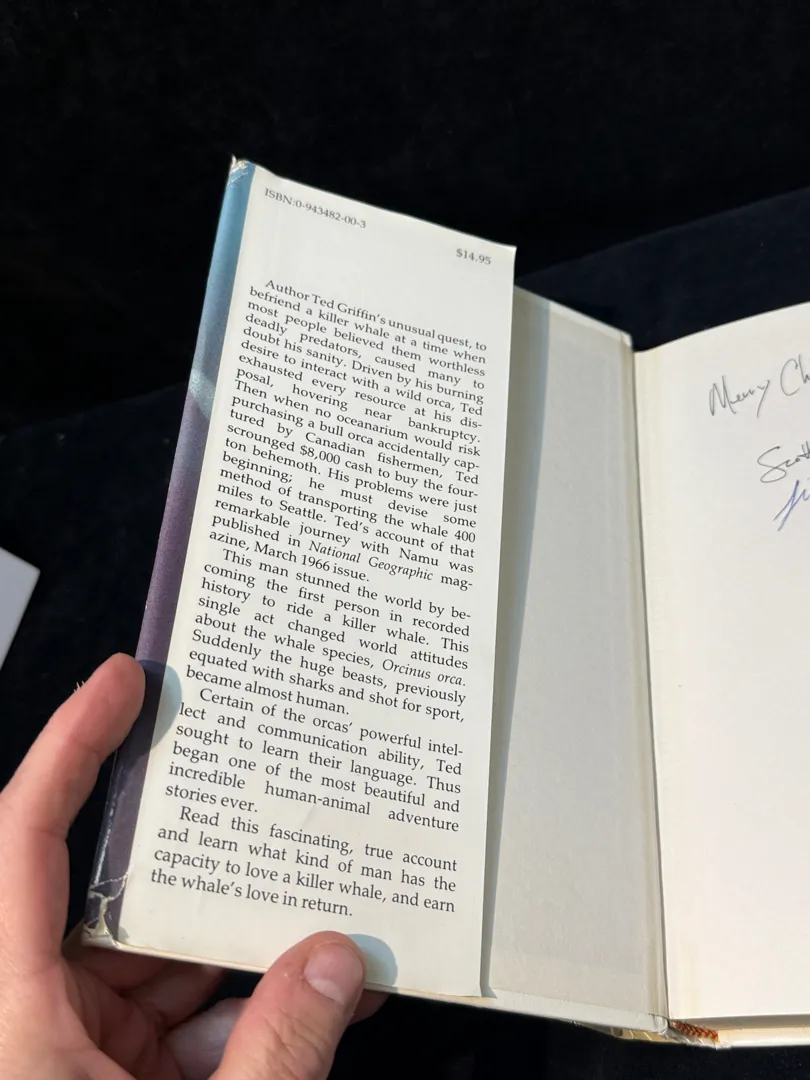 ISBN:0-943482-00-3
$14.95
Author Ted Griffin's unusual quest, to
befriend a killer whale at a time when
most people believed them worthless
deadly predators, caused many to
doubt his sanity. Driven by his burning
desire to interact with a wild orca, Ted
exhausted every resource at his dis-
posal, hovering near bankruptcy.
Then when no oceanarium would risk
purchasing a bull orca accidentally cap-
tured by Canadian fishermen, Ted
scrounged $8,000 cash to buy the four-
ton behemoth. His problems were just
beginning; he must devise some
method of transporting the whale 400
miles to Seattle. Ted's account of that
remarkable journey with Namu was
published in National Geographic mag-
azine, March 1966 issue.
This man stunned the world by be-
coming the first person in recorded
history to ride a killer whale. This
single act changed world attitudes
about the whale species, Orcinus orca.
Suddenly the huge beasts, previously
equated with sharks and shot for sport,
became almost human.
Certain of the orcas' powerful intel-
lect and communication ability, Ted
sought to learn their language. Thus
began one of the most beautiful and
incredible human-animal adventure
stories ever.
Read this fascinating, true account
and learn what kind of man has the
capacity to love a killer whale, and earn
the whale's love in return.
Merry Ch
Scott